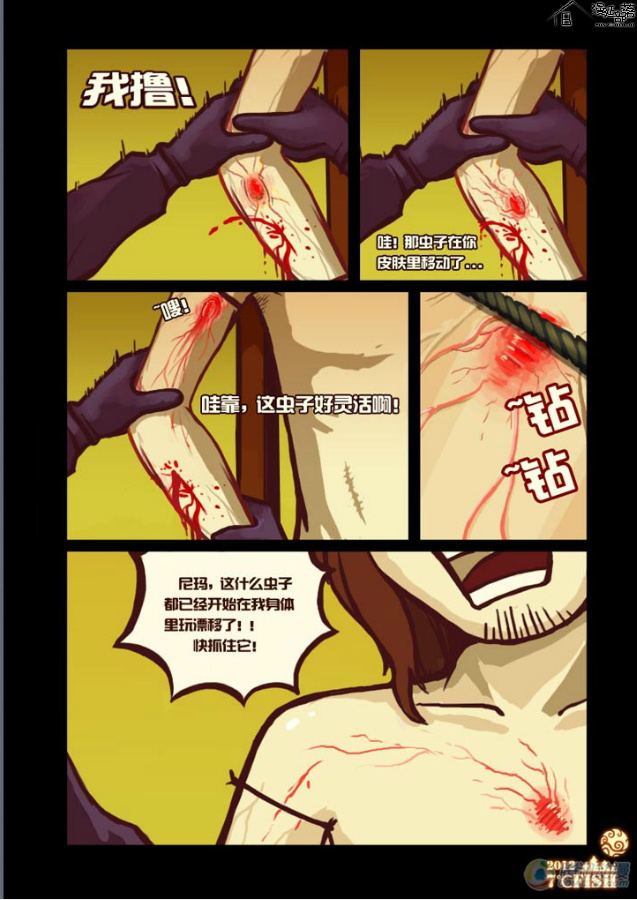 我撸！
哇！那虫子在你
皮肤里移动了...
~嗖！
哇靠，这虫子好灵活啊！
~钻
~钻
尼玛，这什么虫子
都已经开始在我身体
里玩漂移了！！
快抓住它！
2012
7℃FISH